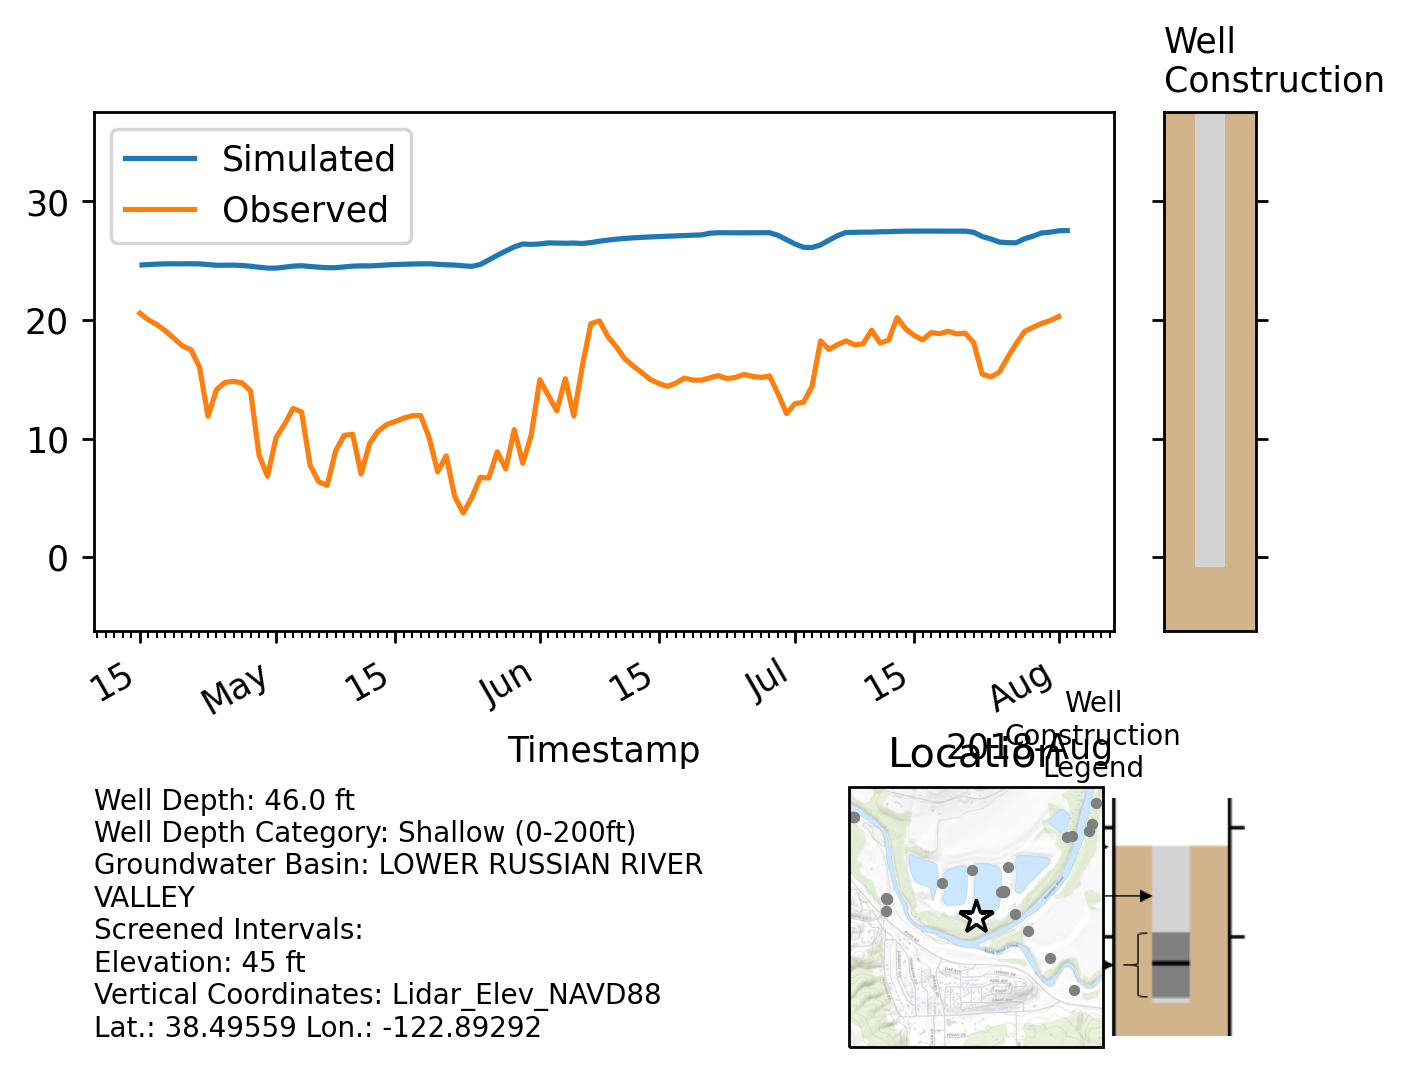 Well
Construction
Simulated
Observed
30
20
10
0
15
May
15
Jun
15
Jul
15
Aug
Timestamp
2018-Aug
Location
Well
Construction
Legend
Well Depth: 46.0 ft
Well Depth Category: Shallow (0-200ft)
Groundwater Basin: LOWER RUSSIAN RIVER
VALLEY
Screened Intervals:
Elevation: 45 ft
Vertical Coordinates: Lidar_Elev_NAVD88
Lat.: 38.49559 Lon.: -122.89292